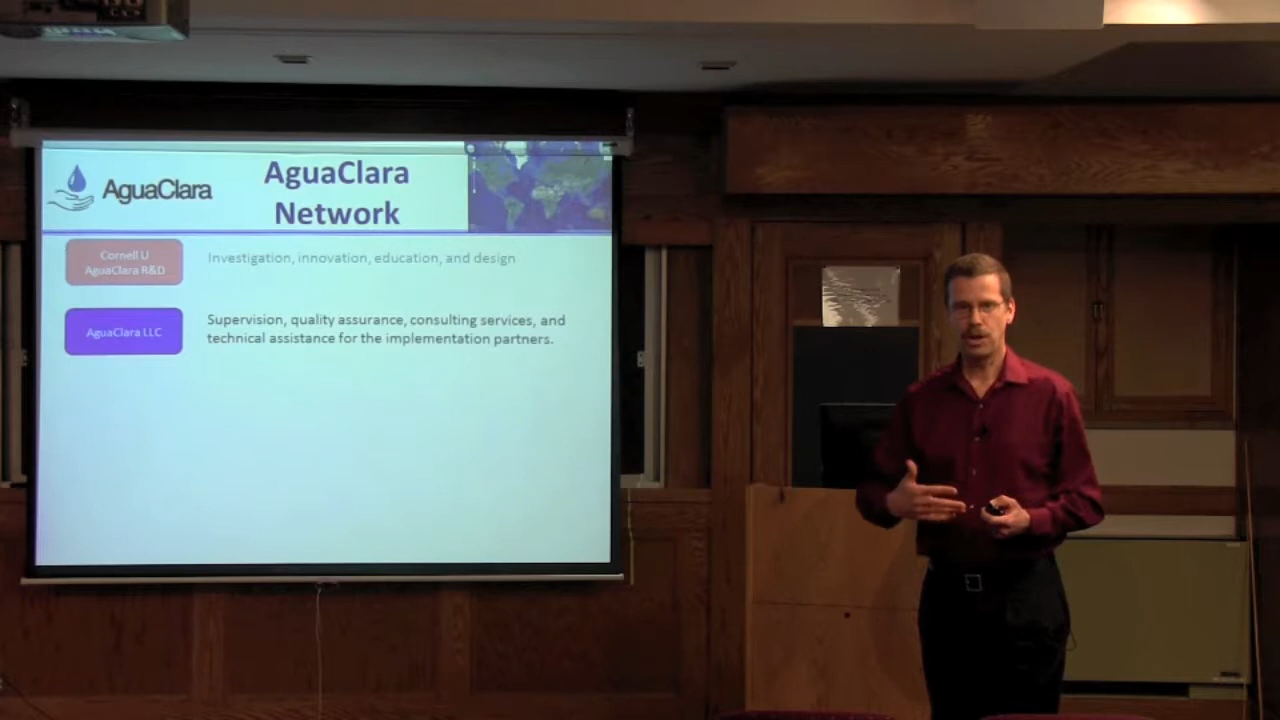 AguaClara
AguaClara
Network
Cornell U
AguaClara R&D
Investigation, innovation, education, and design
AguaClara LLC
Supervision, quality assurance, consulting services, and
technical assistance for the implementation partners.